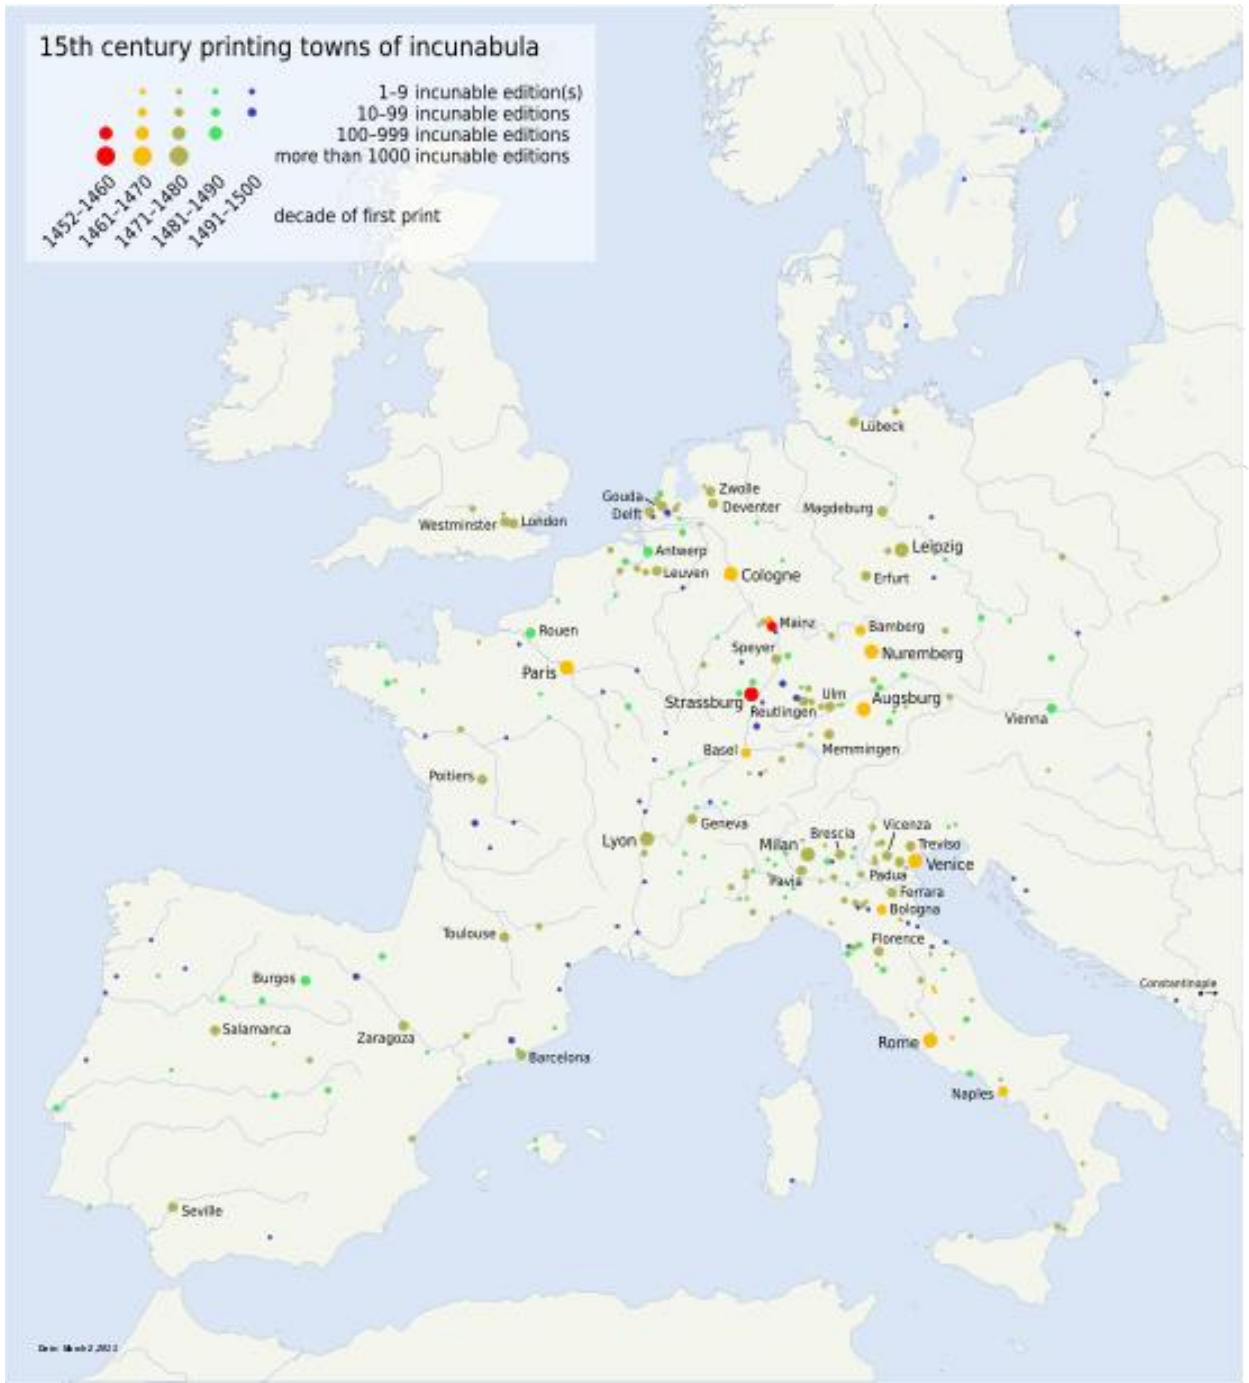 15th century printing towns of incunabula
1–9 incunable edition(s)
10–99 incunable editions
100–999 incunable editions
more than 1000 incunable editions
1452–1460
1461–1470
1471–1480
1481–1490
1491–1500
decade of first print
Lübeck
Gouda
Zwolle
Delft
Deventer
Magdeburg
Westminster
London
Antwerp
Leipzig
Leuven
Cologne
Erfurt
Rouen
Mainz
Bamberg
Speyer
Nuremberg
Paris
Strassburg
Ulm
Augsburg
Reutlingen
Vienna
Basel
Memmingen
Poitiers
Geneva
Lyon
Milan
Brescia
Vicenza
Treviso
Venice
Pavia
Padua
Ferrara
Bologna
Toulouse
Florence
Burgos
Constantinople
Salamanca
Zaragoza
Rome
Barcelona
Naples
Seville